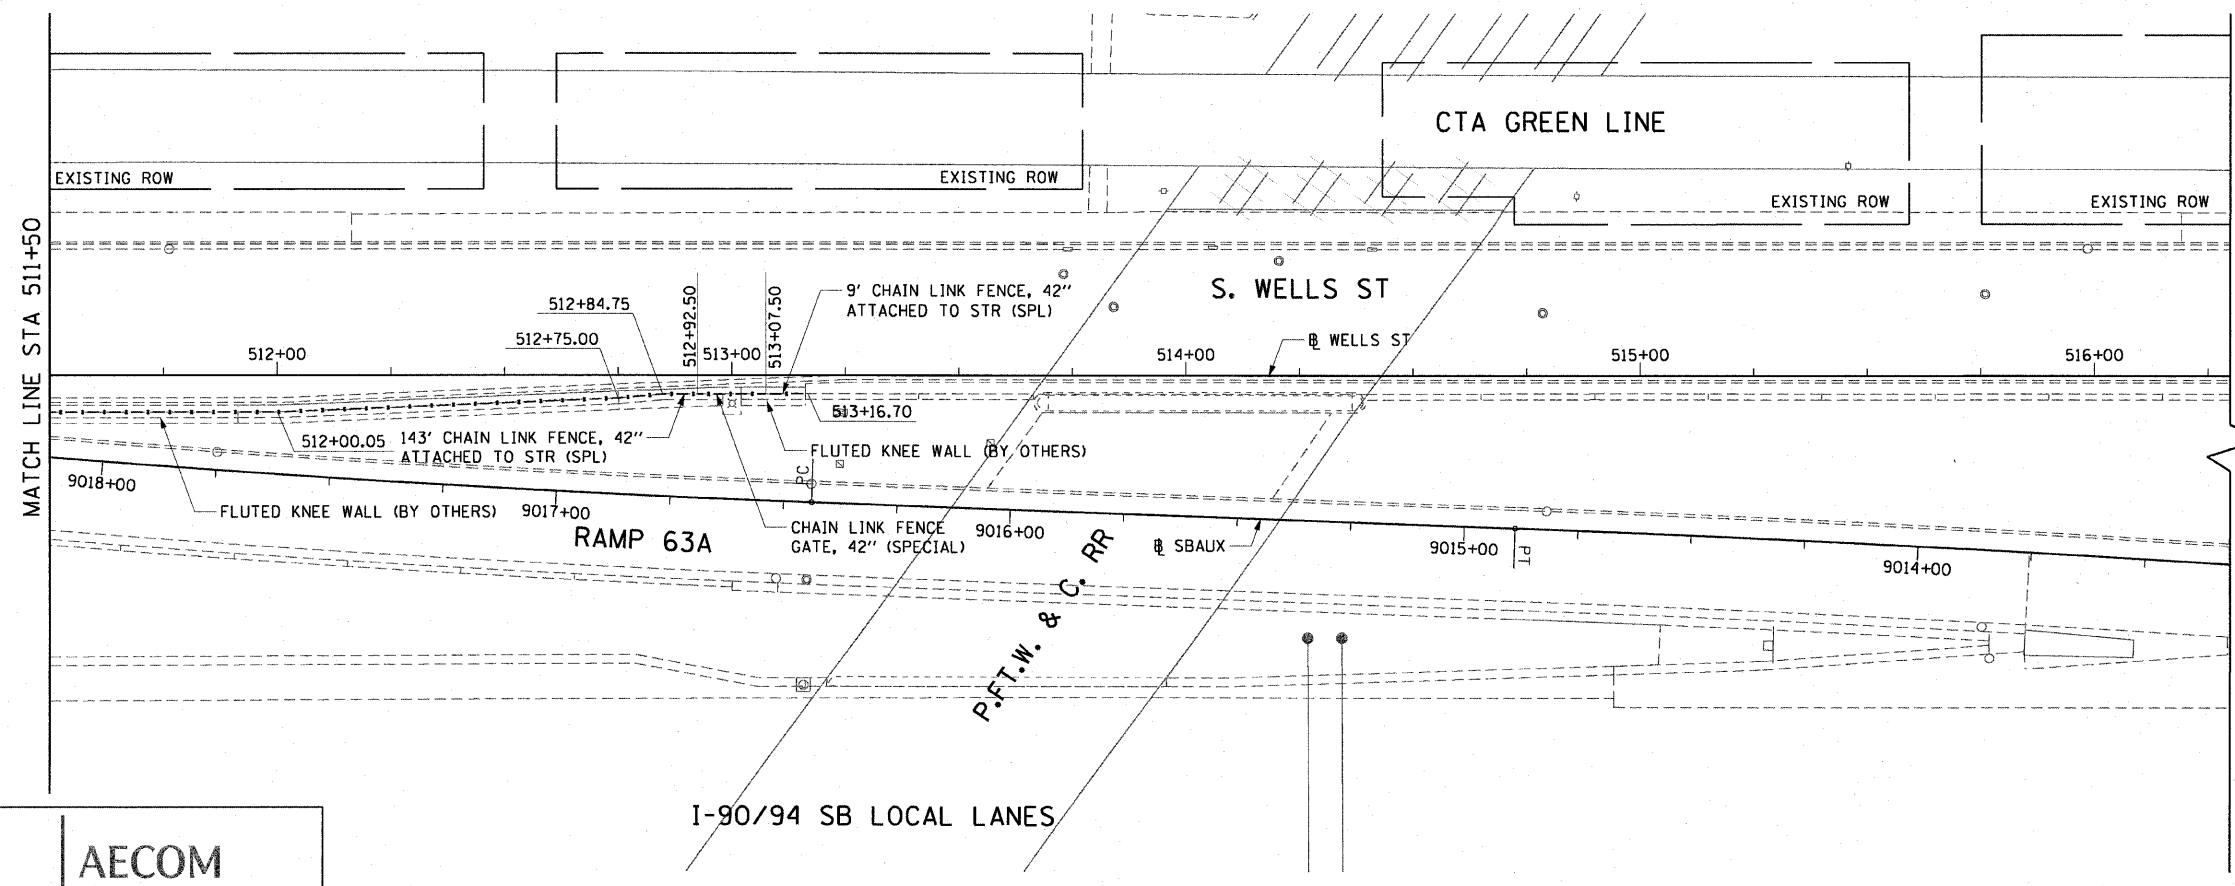 CTA GREEN LINE
EXISTING ROW
EXISTING ROW
EXISTING ROW
EXISTING ROW
MATCH LINE STA 511+50
S. WELLS ST
9' CHAIN LINK FENCE, 42"
ATTACHED TO STR (SPL)
512+84.75
512+75.00
512+92.50
513+07.50
℄ WELLS ST
512+00
513+00
514+00
515+00
516+00
513+16.70
512+00.05
143' CHAIN LINK FENCE, 42"
ATTACHED TO STR (SPL)
FLUTED KNEE WALL (BY OTHERS)
PC
9018+00
FLUTED KNEE WALL (BY OTHERS)
9017+00
RAMP 63A
CHAIN LINK FENCE
GATE, 42" (SPECIAL)
9016+00
P.FT.W. & C. RR
SBAUX
9015+00
PT
9014+00
I-90/94 SB LOCAL LANES
AECOM